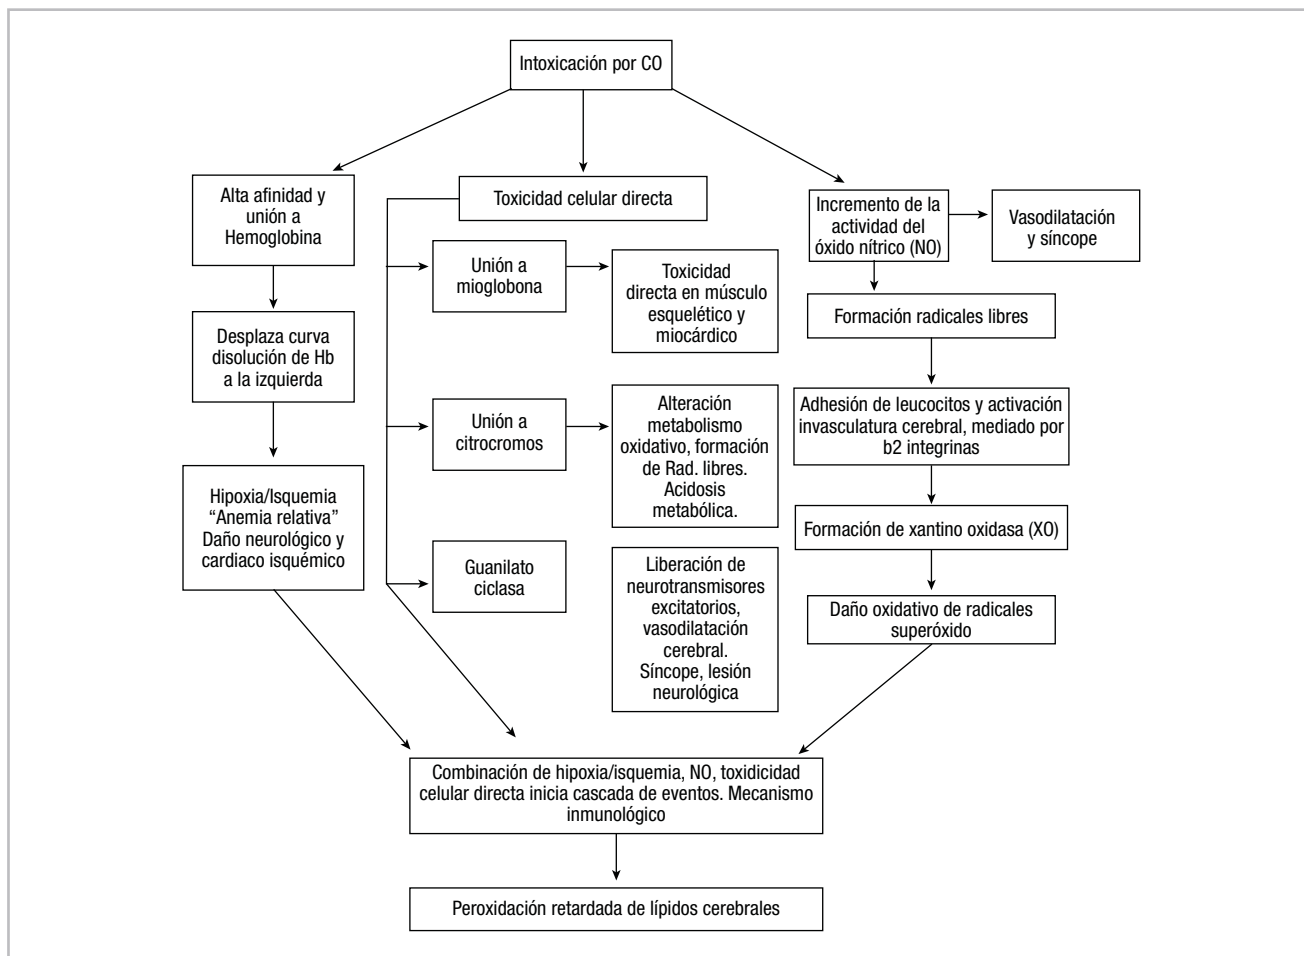 Intoxicación por CO
Alta afinidad y
unión a
Hemoglobina
Desplaza curva
disolución de Hb
a la izquierda
Hipoxia/Isquemia
“Anemia relativa”
Daño neurológico y
cardiaco isquémico
Toxicidad celular directa
Unión a
mioglobona
Toxicidad
directa en músculo
esquelético y
miocárdico
Unión a
citrocromos
Alteración
metabolismo
oxidativo, formación
de Rad. libres.
Acidosis
metabólica.
Guanilato
ciclasa
Liberación de
neurotransmisores
excitatorios,
vasodilatación
cerebral.
Síncope, lesión
neurológica
Incremento de la
actividad del
óxido nítrico (NO)
Vasodilatación
y síncope
Formación radicales libres
Adhesión de leucocitos y activación
invasculatura cerebral, mediado por
b2 integrinas
Formación de xantino oxidasa (XO)
Daño oxidativo de radicales
superóxido
Combinación de hipoxia/isquemia, NO, toxidicidad
celular directa inicia cascada de eventos. Mecanismo
inmunológico
Peroxidación retardada de lípidos cerebrales